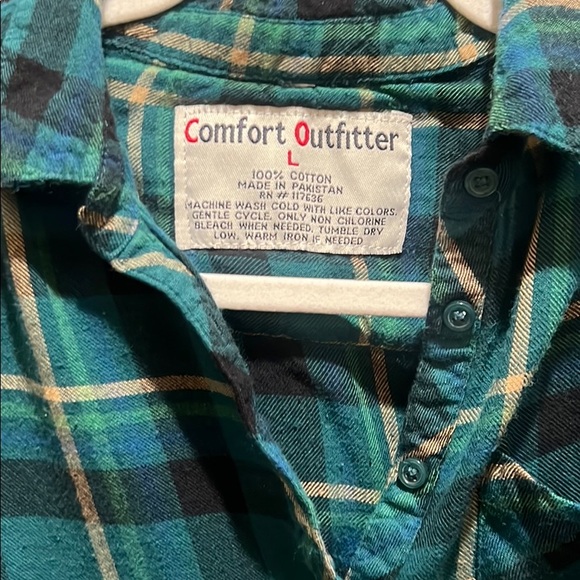 Comfort Outfitter
L
100% COTTON
MADE IN PAKISTAN
RN # 117636
MACHINE WASH COLD WITH LIKE COLORS,
GENTLE CYCLE. ONLY NON CHLORINE
BLEACH WHEN NEEDED. TUMBLE DRY
LOW. WARM IRON IF NEEDED